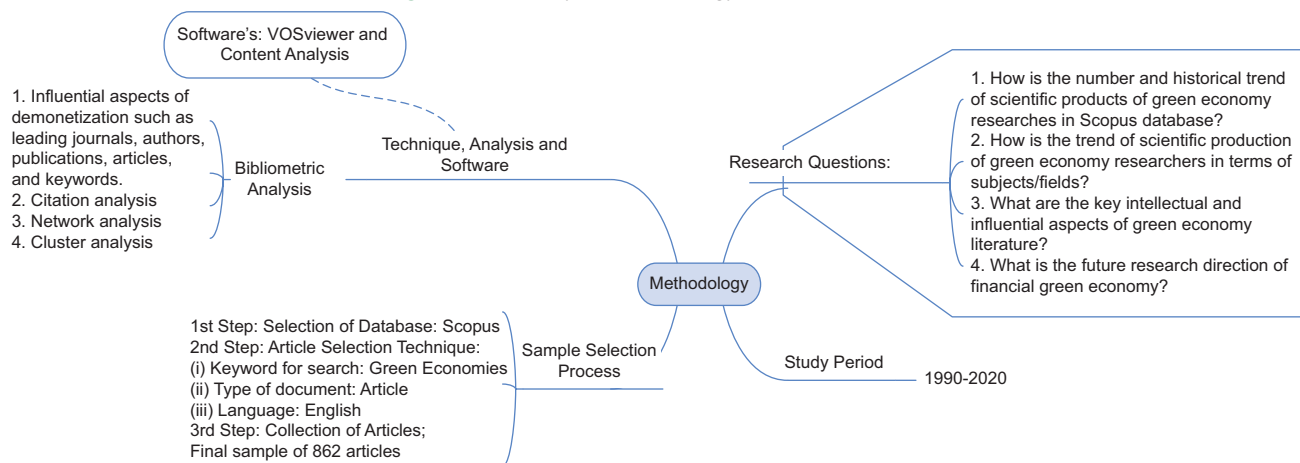 Software's: VOSviewer and
Content Analysis
1. Influential aspects of
demonetization such as
leading journals, authors,
publications, articles,
and keywords.
2. Citation analysis
3. Network analysis
4. Cluster analysis
Bibliometric
Analysis
Technique, Analysis and
Software
Research Questions:
1. How is the number and historical trend
of scientific products of green economy
researches in Scopus database?
2. How is the trend of scientific production
of green economy researchers in terms of
subjects/fields?
3. What are the key intellectual and
influential aspects of green economy
literature?
4. What is the future research direction of
financial green economy?
Methodology
1st Step: Selection of Database: Scopus
2nd Step: Article Selection Technique:
(i) Keyword for search: Green Economies
(ii) Type of document: Article
(iii) Language: English
3rd Step: Collection of Articles;
Final sample of 862 articles
Sample Selection
Process
Study Period
1990-2020